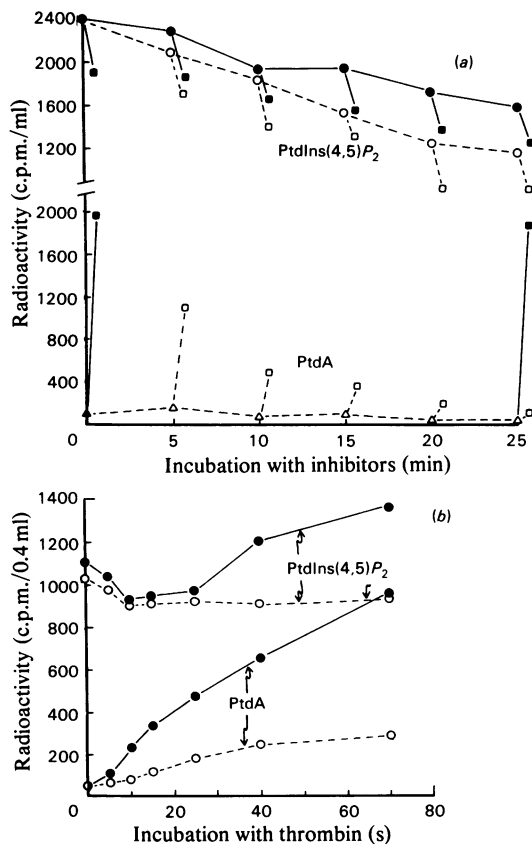 2400
(a)
2000
1600
PtdIns(4,5)P2
1200
2000
1600
1200
PtdA
800
400
0
5
10
15
20
25
Radioactivity (c.p.m./ml)
Incubation with inhibitors (min)
1400
(b)
1200
PtdIns(4,5)P2
1000
800
PtdA
600
400
200
0
20
40
60
80
Radioactivity (c.p.m./0.4 ml)
Incubation with thrombin (s)